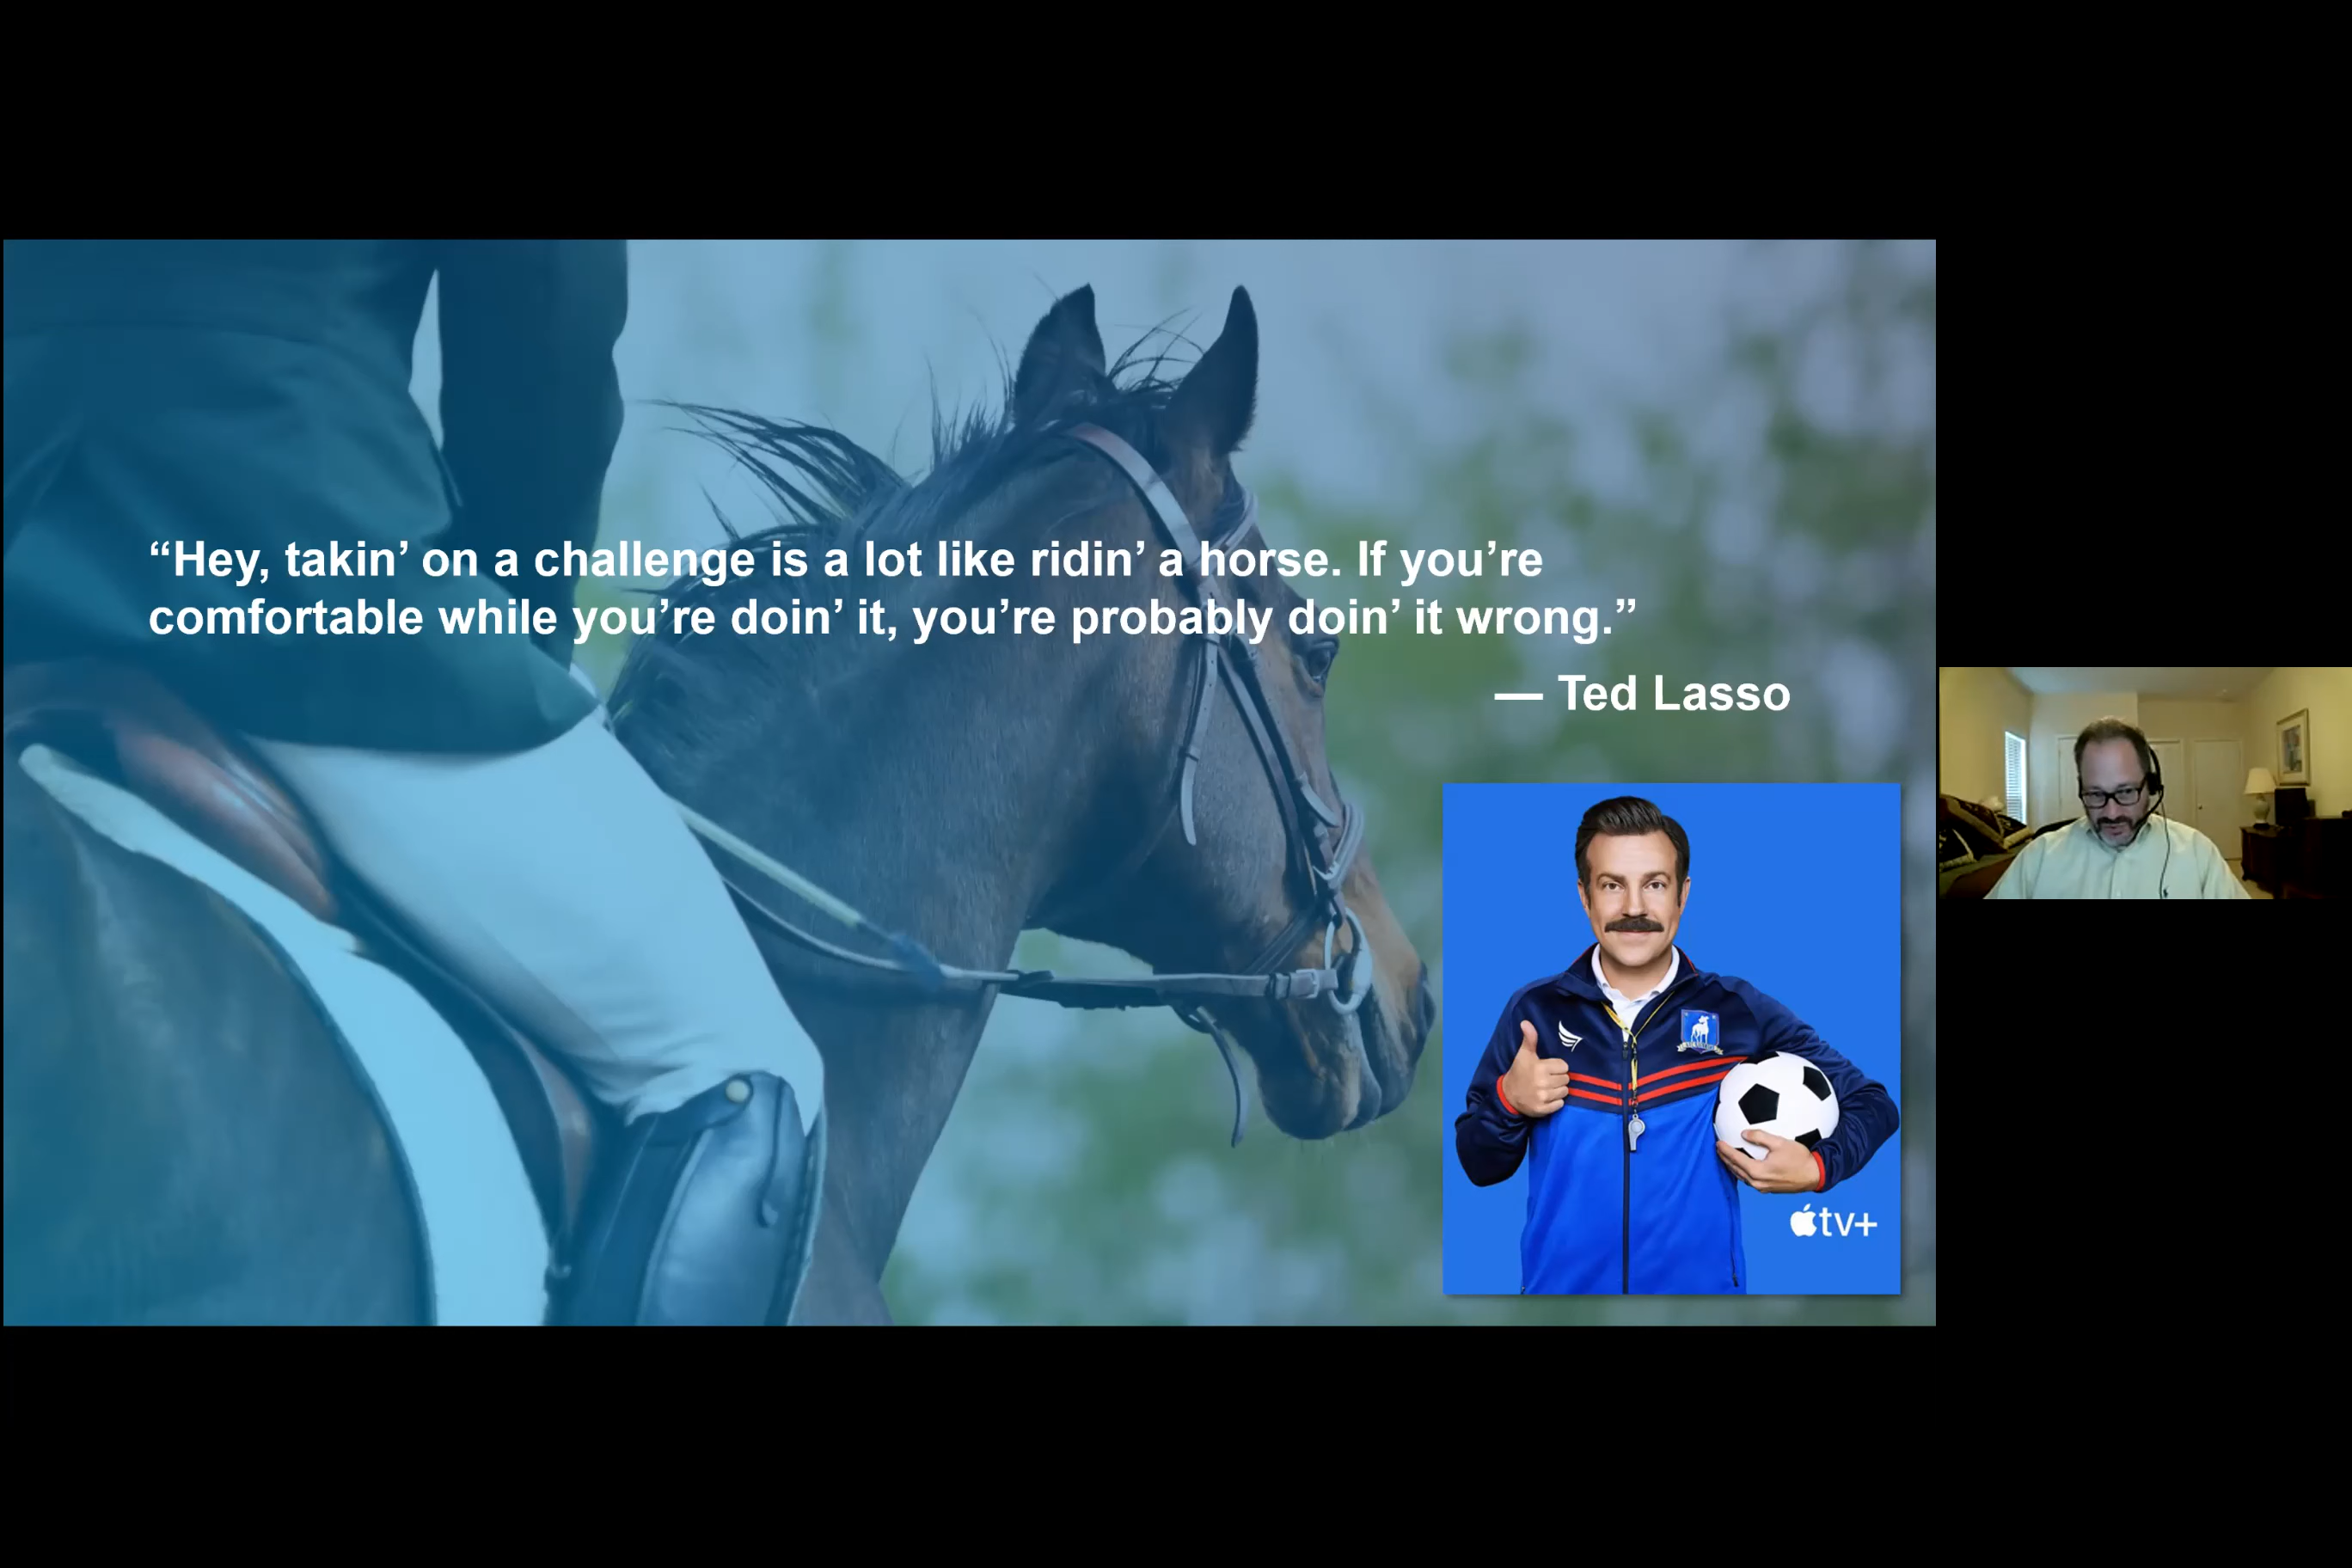 “Hey, takin’ on a challenge is a lot like ridin’ a horse. If you’re
comfortable while you’re doin’ it, you’re probably doin’ it wrong.”
— Ted Lasso
tv+